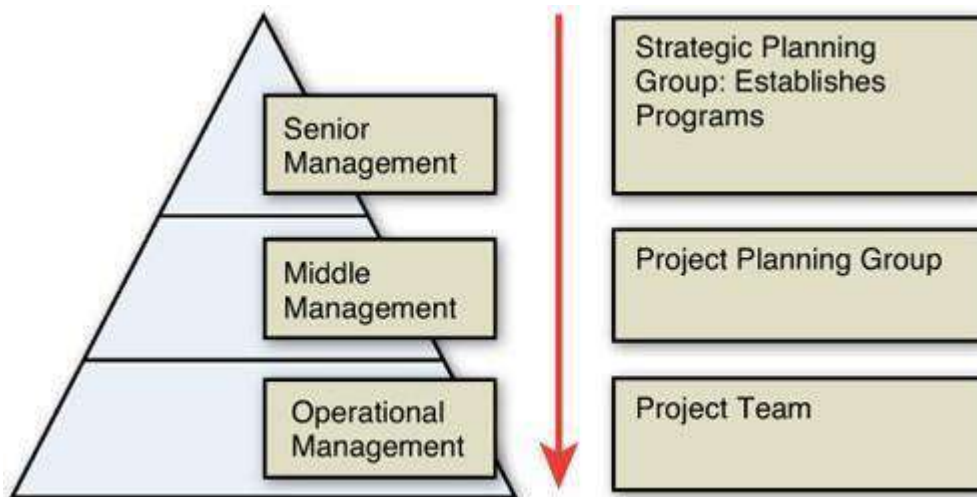 Senior
Management
Strategic Planning
Group: Establishes
Programs
Middle
Management
Project Planning Group
Operational
Management
Project Team